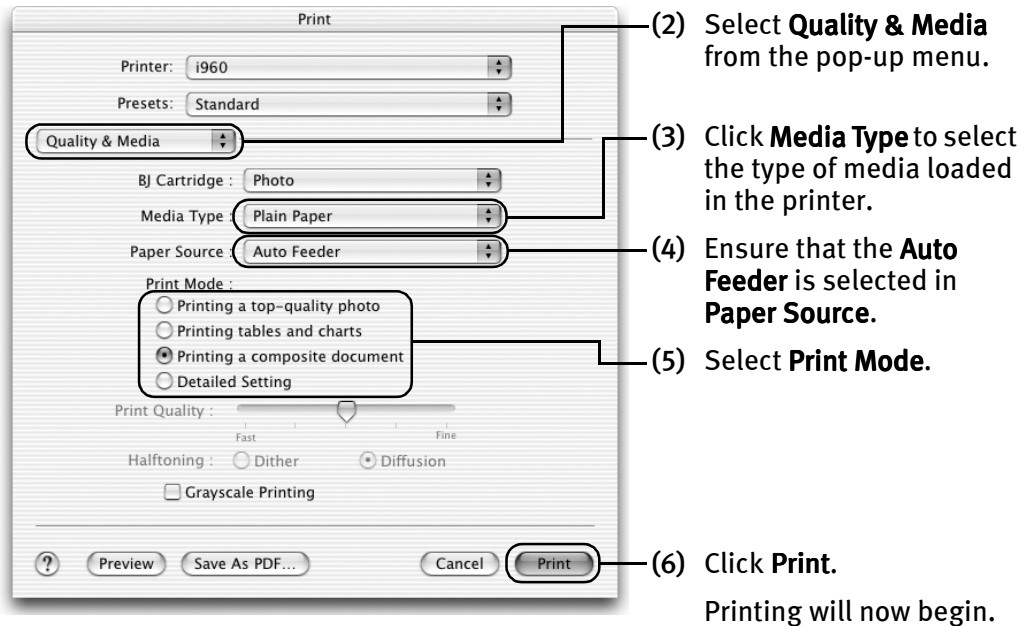 Print
Printer: i960
Presets: Standard
Quality & Media
BJ Cartridge : Photo
Media Type : Plain Paper
Paper Source : Auto Feeder
Print Mode :
Printing a top-quality photo
Printing tables and charts
Printing a composite document
Detailed Setting
Print Quality :
Fast Fine
Halftoning : Dither Diffusion
Grayscale Printing
? Preview Save As PDF... Cancel Print
(2) Select Quality & Media
from the pop-up menu.
(3) Click Media Type to select
the type of media loaded
in the printer.
(4) Ensure that the Auto
Feeder is selected in
Paper Source.
(5) Select Print Mode.
(6) Click Print.
Printing will now begin.